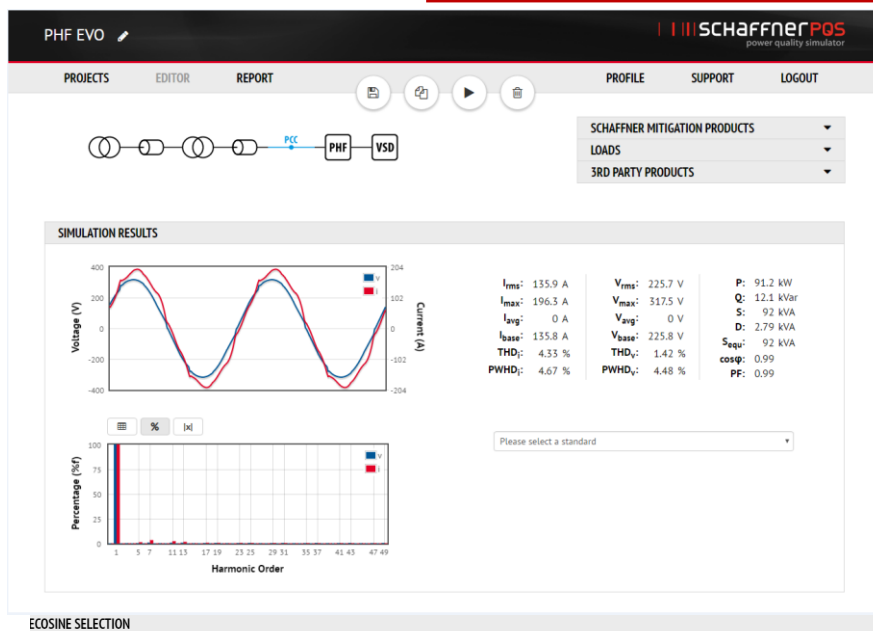 PHF EVO
SCHAFFNER PQS
power quality simulator
PROJECTS EDITOR REPORT PROFILE SUPPORT LOGOUT
PCC PHF VSD
SCHAFFNER MITIGATION PRODUCTS
LOADS
3RD PARTY PRODUCTS
SIMULATION RESULTS
400 204
200 102
0 0
-200 -102
-400 -204
Voltage (V)
Current (A)
v
i
Irms: 135.9 A Vrms: 225.7 V P: 91.2 kW
Imax: 196.3 A Vmax: 317.5 V Q: 12.1 kVar
Iavg: 0 A Vavg: 0 V S: 92 kVA
Ibase: 135.8 A Vbase: 225.8 V D: 2.79 kVA
THDi: 4.33 % THDv: 1.42 % Sequ: 92 kVA
PWHDi: 4.67 % PWHDv: 4.48 % cosφ: 0.99
PF: 0.99
% |x|
Please select a standard
100
75
50
25
0
Percentage (%f)
v
i
1 5 7 11 13 17 19 23 25 29 31 35 37 41 43 47 49
Harmonic Order
ECOSINE SELECTION